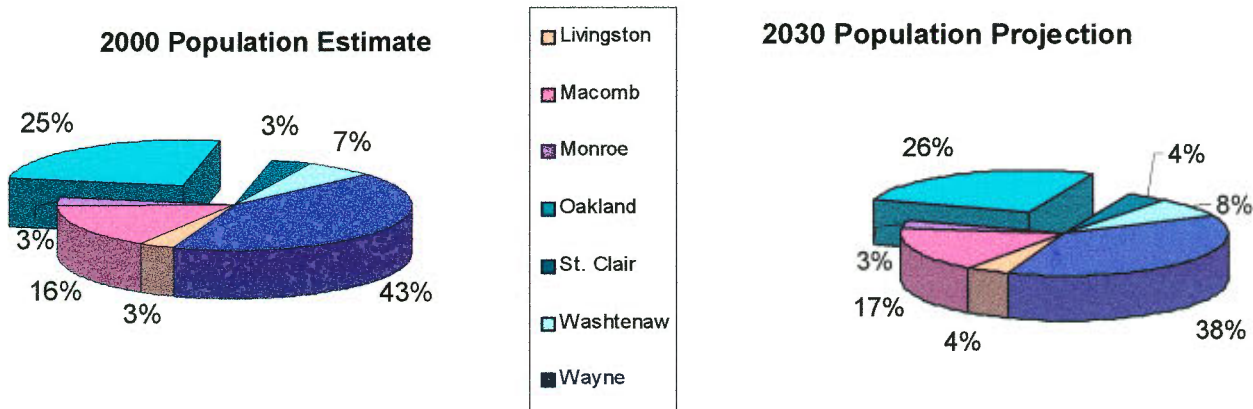 2000 Population Estimate
25%
3%
7%
3%
16%
3%
43%
Livingston
Macomb
Monroe
Oakland
St. Clair
Washtenaw
Wayne
2030 Population Projection
26%
4%
8%
3%
17%
4%
38%